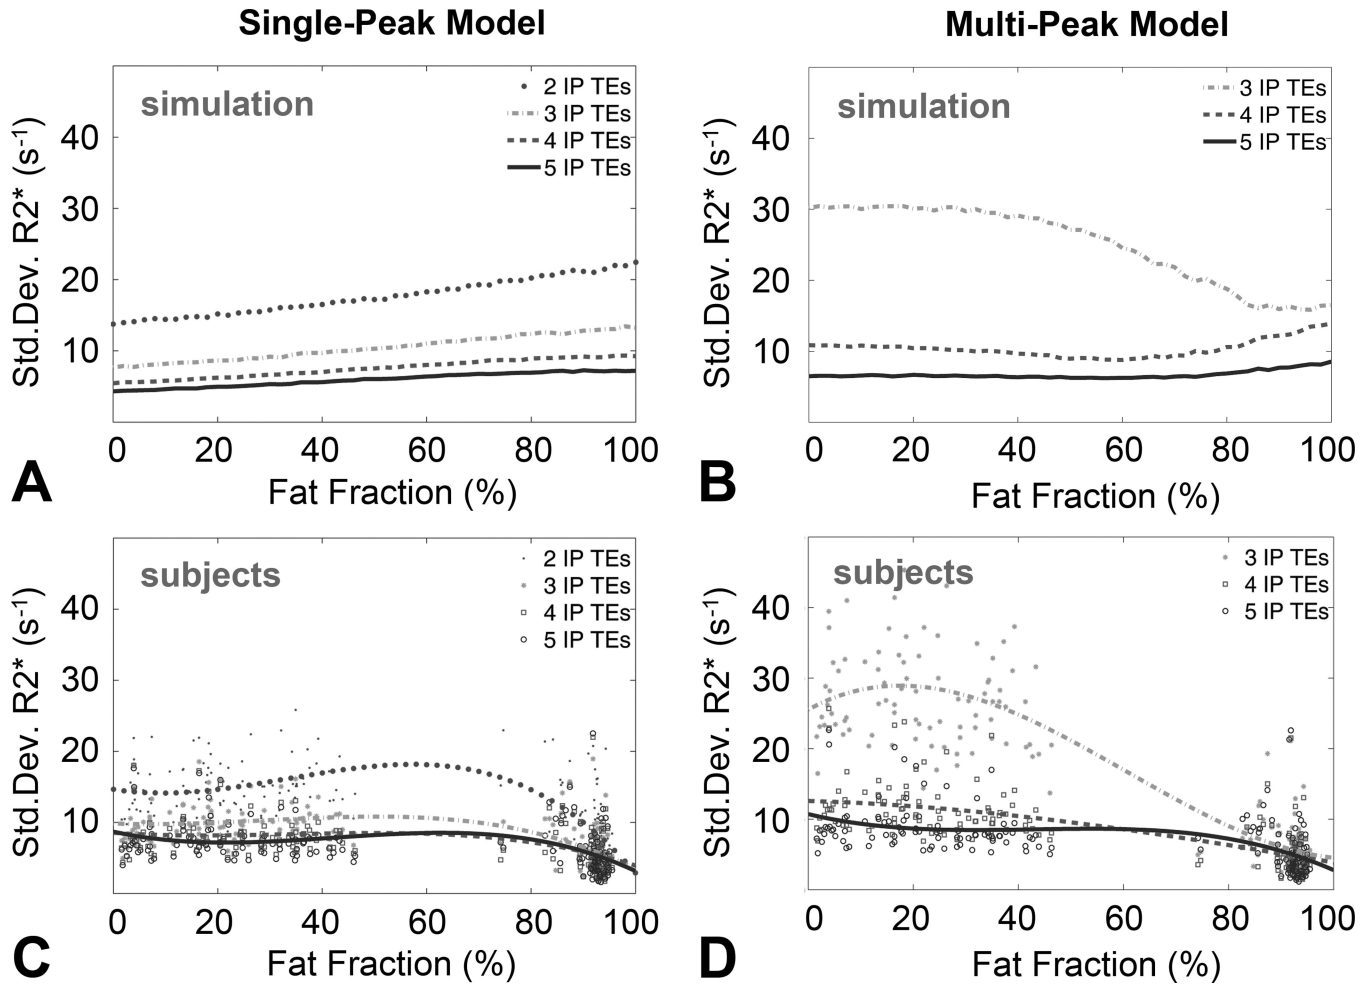 Single-Peak Model
Multi-Peak Model
simulation
2 IP TEs
3 IP TEs
4 IP TEs
5 IP TEs
Std.Dev. R2* (s-1)
40
30
20
10
0 20 40 60 80 100
Fat Fraction (%)
A
simulation
3 IP TEs
4 IP TEs
5 IP TEs
Std.Dev. R2* (s-1)
40
30
20
10
0 20 40 60 80 100
Fat Fraction (%)
B
subjects
2 IP TEs
3 IP TEs
4 IP TEs
5 IP TEs
Std.Dev. R2* (s-1)
40
30
20
10
0 20 40 60 80 100
Fat Fraction (%)
C
subjects
3 IP TEs
4 IP TEs
5 IP TEs
Std.Dev. R2* (s-1)
40
30
20
10
0 20 40 60 80 100
Fat Fraction (%)
D